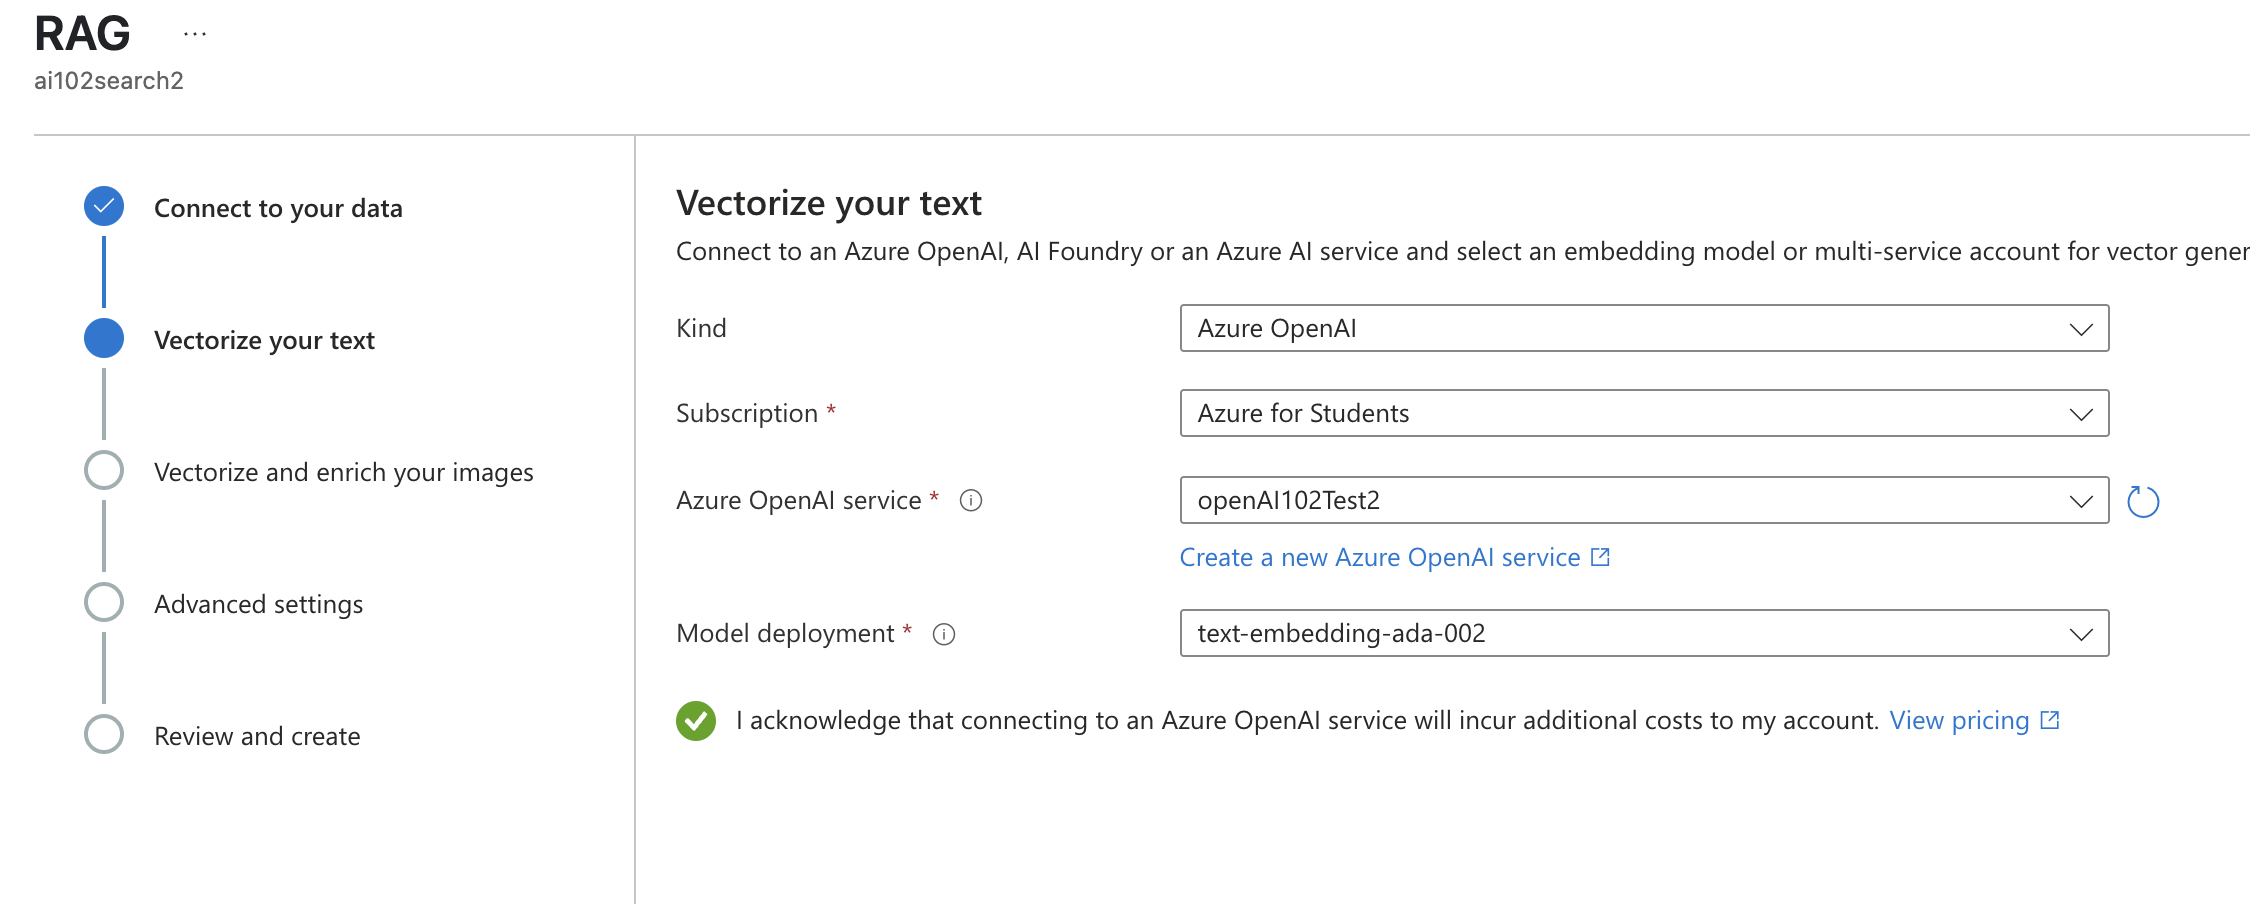 RAG ...
ai102search2
Connect to your data
Vectorize your text
Vectorize and enrich your images
Advanced settings
Review and create
Vectorize your text
Connect to an Azure OpenAI, AI Foundry or an Azure AI service and select an embedding model or multi-service account for vector gener
Kind
Azure OpenAI
Subscription *
Azure for Students
Azure OpenAI service *
openAI102Test2
Create a new Azure OpenAI service
Model deployment *
text-embedding-ada-002
I acknowledge that connecting to an Azure OpenAI service will incur additional costs to my account. View pricing